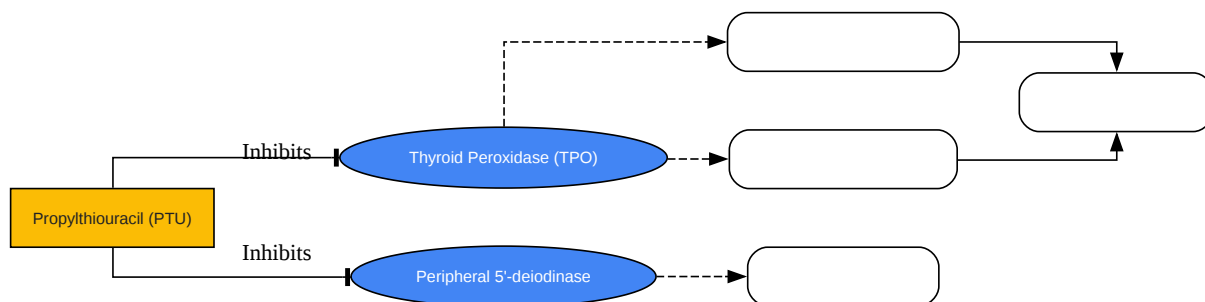 Inhibits
Thyroid Peroxidase (TPO)
Propylthiouracil (PTU)
Inhibits
Peripheral 5'-deiodinase